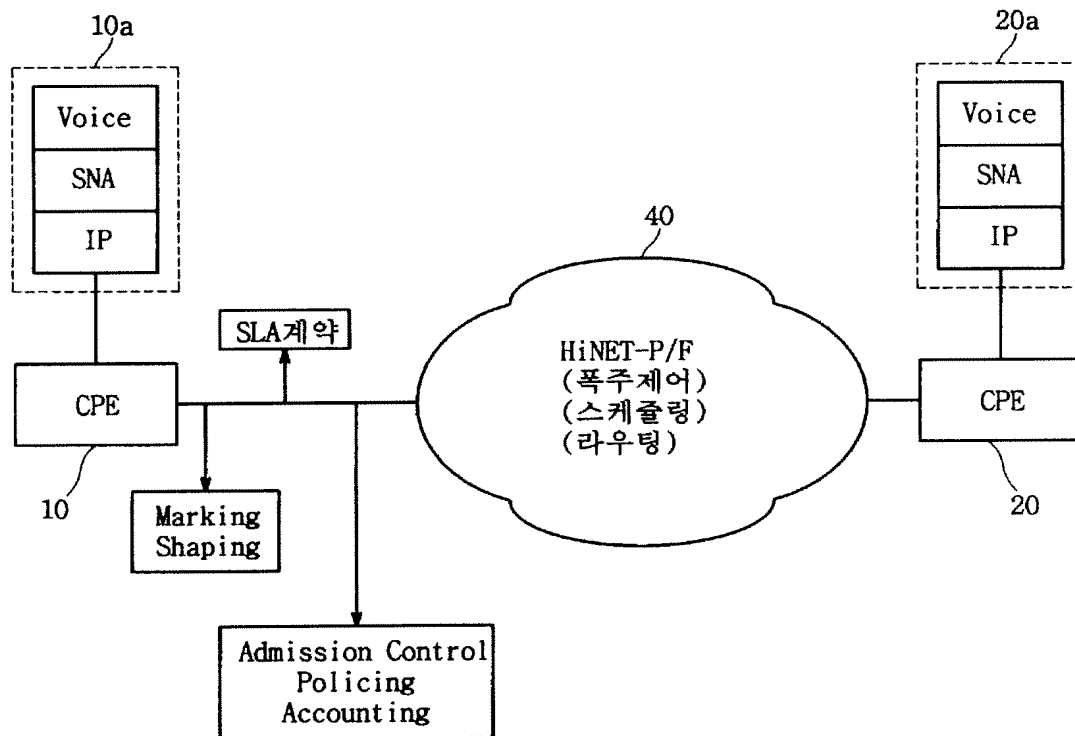 10a
20a
Voice
SNA
IP
Voice
SNA
IP
40
SLA계약
HiNET-P/F
(폭주제어)
(스케쥴링)
(라우팅)
CPE
CPE
10
20
Marking
Shaping
Admission Control
Policing
Accounting